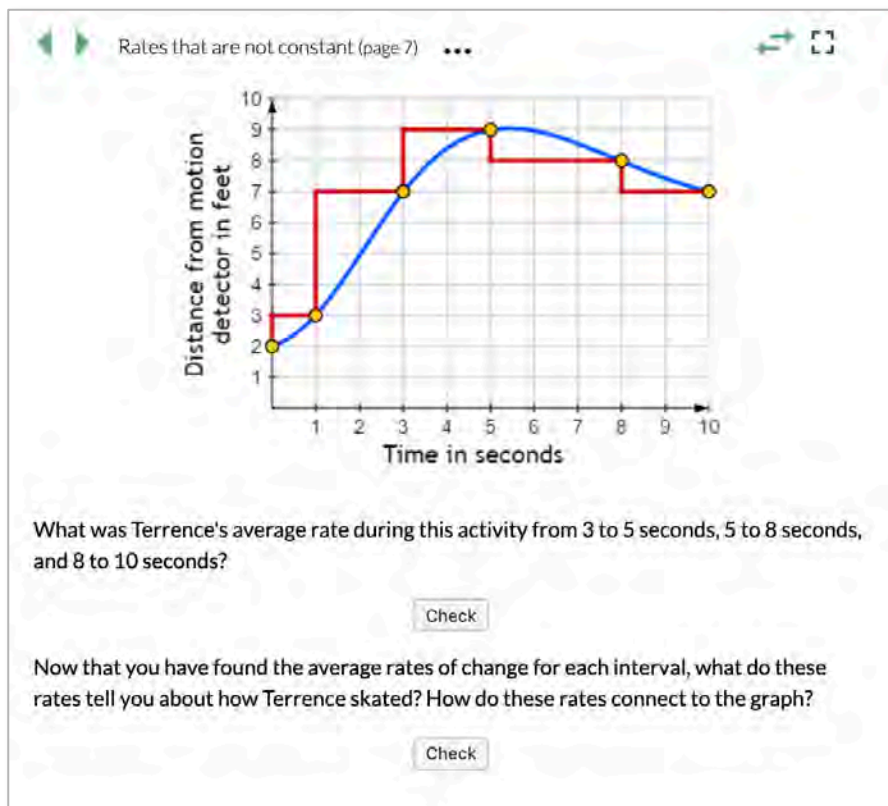 Rates that are not constant (page 7) •••
10
9
8
7
6
5
4
3
2
1
Distance from motion
detector in feet
1 2 3 4 5 6 7 8 9 10
Time in seconds
What was Terrence's average rate during this activity from 3 to 5 seconds, 5 to 8 seconds,
and 8 to 10 seconds?
Check
Now that you have found the average rates of change for each interval, what do these
rates tell you about how Terrence skated? How do these rates connect to the graph?
Check